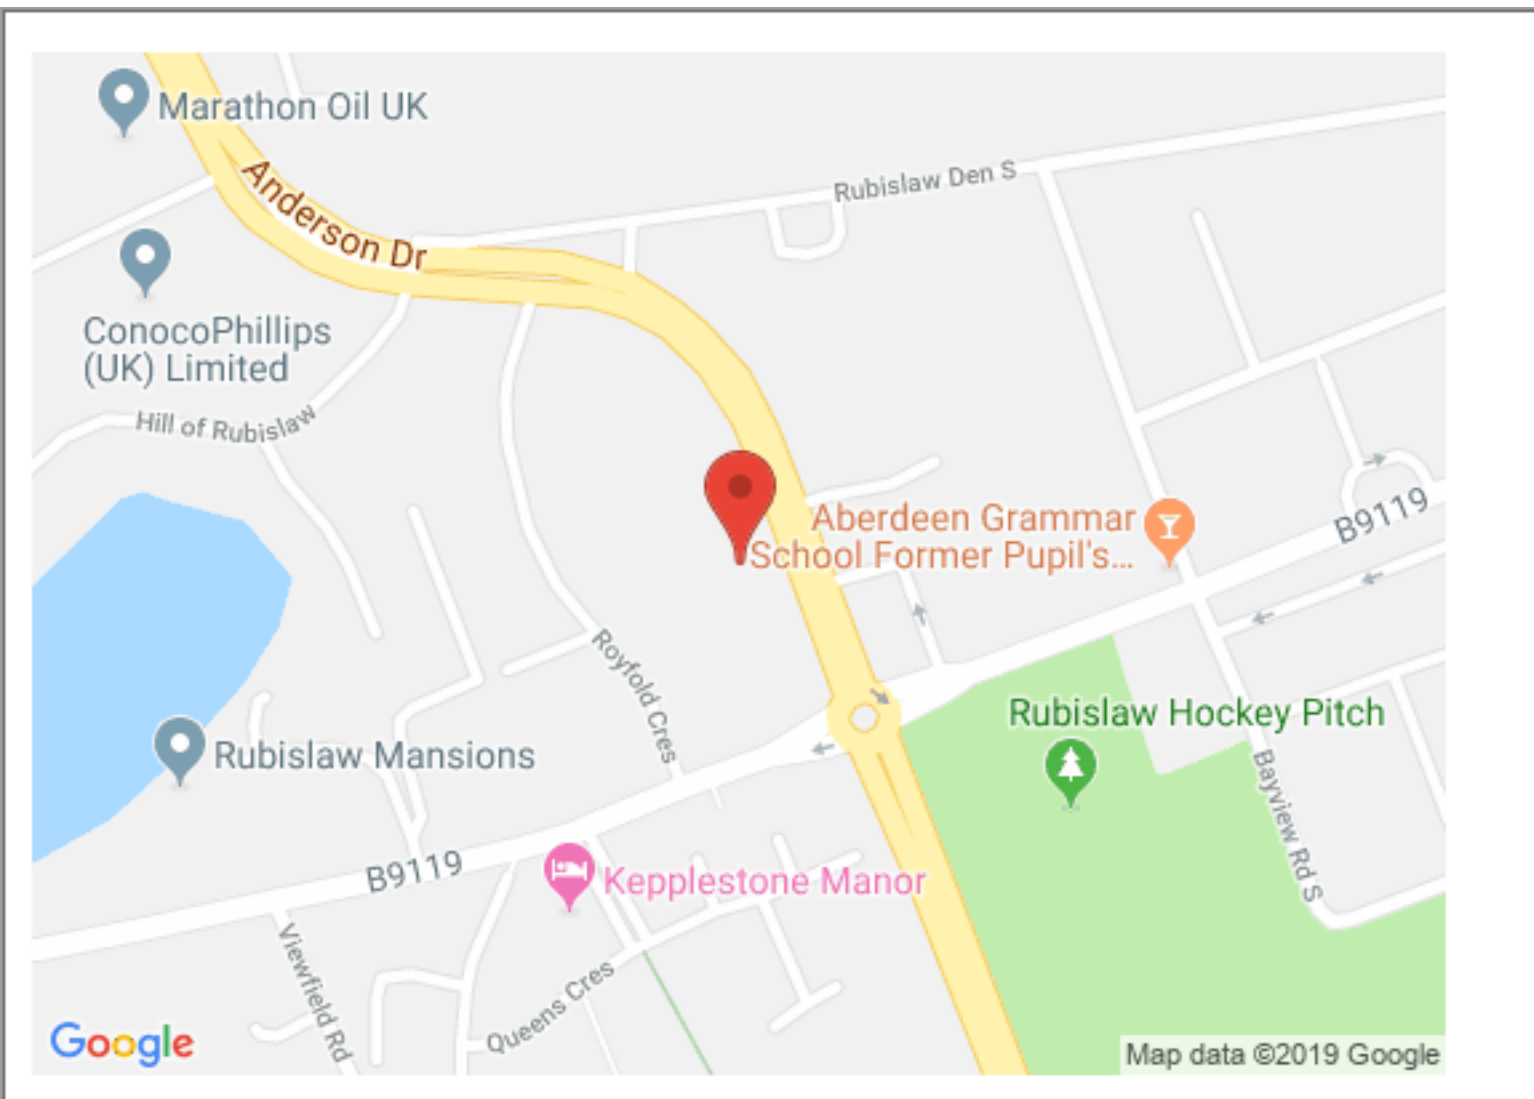 Marathon Oil UK
Anderson Dr
Rubislaw Den S
ConocoPhillips
(UK) Limited
Hill of Rubislaw
Aberdeen Grammar
School Former Pupil's...
B9119
Royfold Cres
Rubislaw Hockey Pitch
Rubislaw Mansions
Bayview Rd S
B9119
Kepplestone Manor
Viewfield Rd
Queens Cres
Google
Map data ©2019 Google